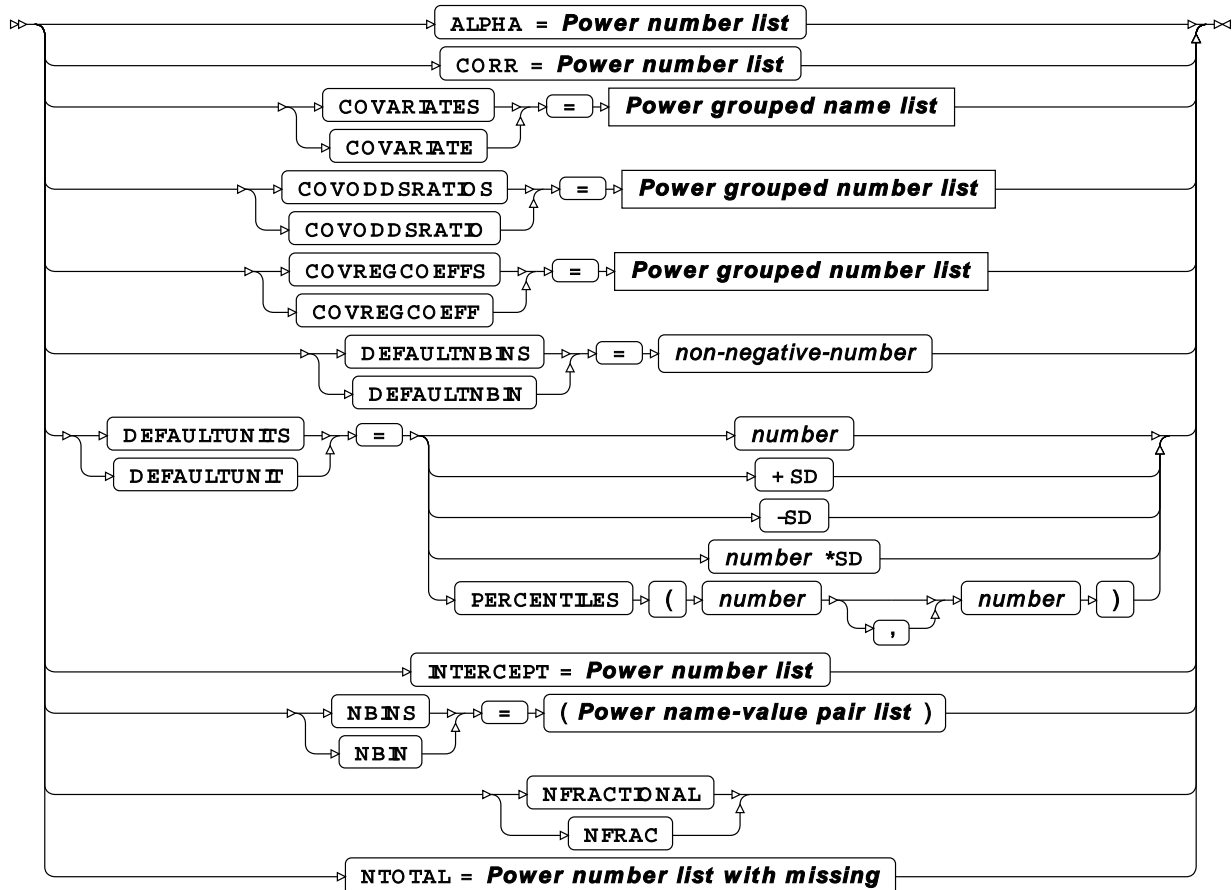 ALPHA = Power number list
CORR = Power number list
COVARIATES = Power grouped name list
COVARIATE
COVODDSRATIOS = Power grouped number list
COVODDSRATIO
COVREGCOEFFS = Power grouped number list
COVREGCOEFF
DEFAULTNBINS = non-negative-number
DEFAULTNBIN
DEFAULTUNITS = number
DEFAULTUNIT
+SD
-SD
number *SD
PERCENTILES ( number number )
,
INTERCEPT = Power number list
NBINS = ( Power name-value pair list )
NBIN
NFRACTIONAL
NFRAC
NTOTAL = Power number list with missing